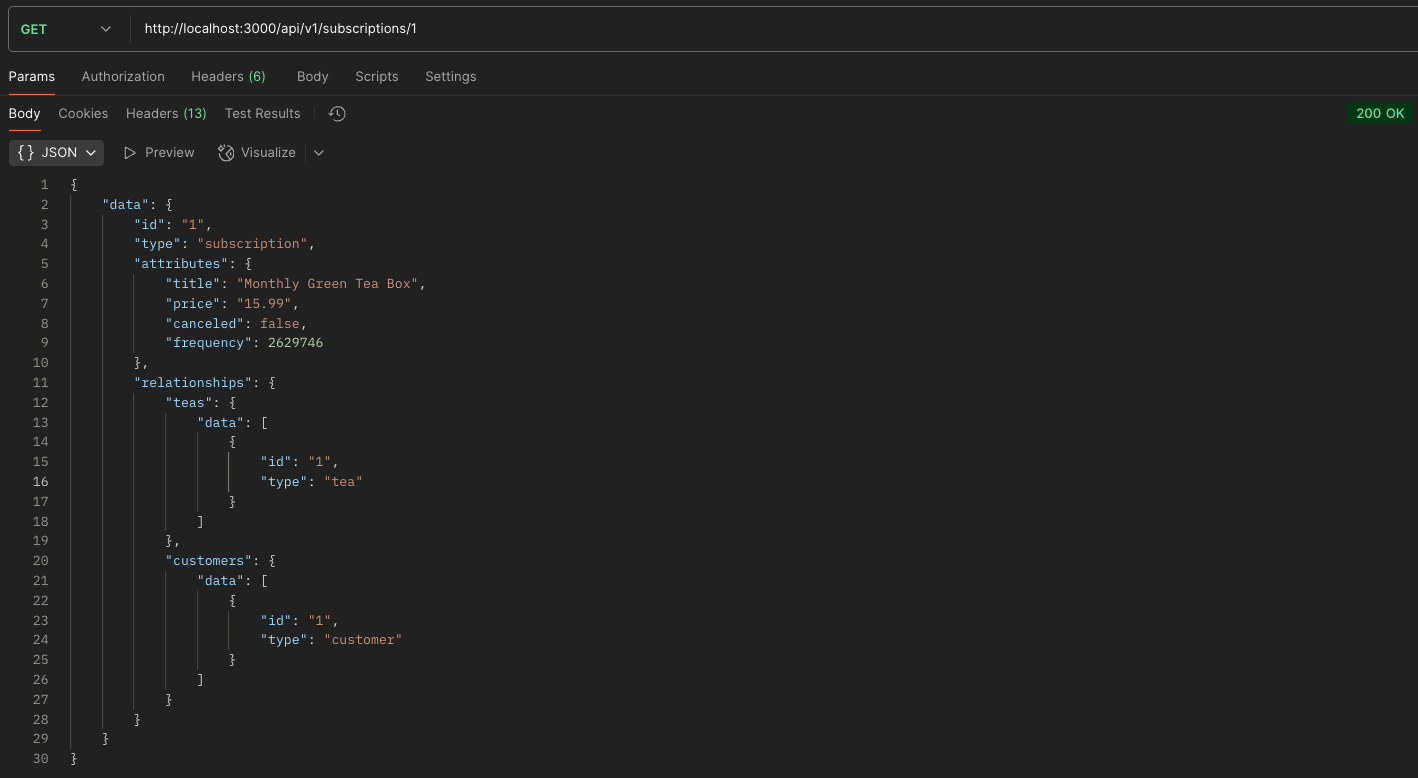 GET http://localhost:3000/api/v1/subscriptions/1
Params Authorization Headers (6) Body Scripts Settings
Body Cookies Headers (13) Test Results 200 OK
{} JSON Preview Visualize
1 {
2 "data": {
3 "id": "1",
4 "type": "subscription",
5 "attributes": {
6 "title": "Monthly Green Tea Box",
7 "price": "15.99",
8 "canceled": false,
9 "frequency": 2629746
10 },
11 "relationships": {
12 "teas": {
13 "data": [
14 {
15 "id": "1",
16 "type": "tea"
17 }
18 ]
19 },
20 "customers": {
21 "data": [
22 {
23 "id": "1",
24 "type": "customer"
25 }
26 ]
27 }
28 }
29 }
30 }